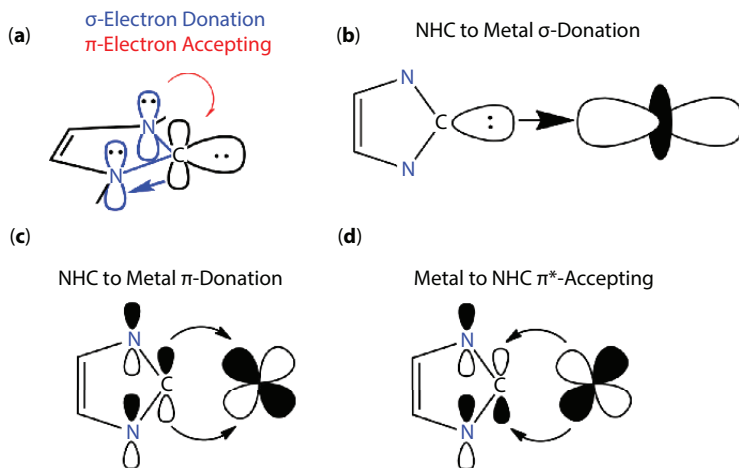 (a)
σ-Electron Donation
π-Electron Accepting
N
C
N
(b)
NHC to Metal σ-Donation
N
C
N
(c)
NHC to Metal π-Donation
N
C
N
(d)
Metal to NHC π*-Accepting
N
C
N